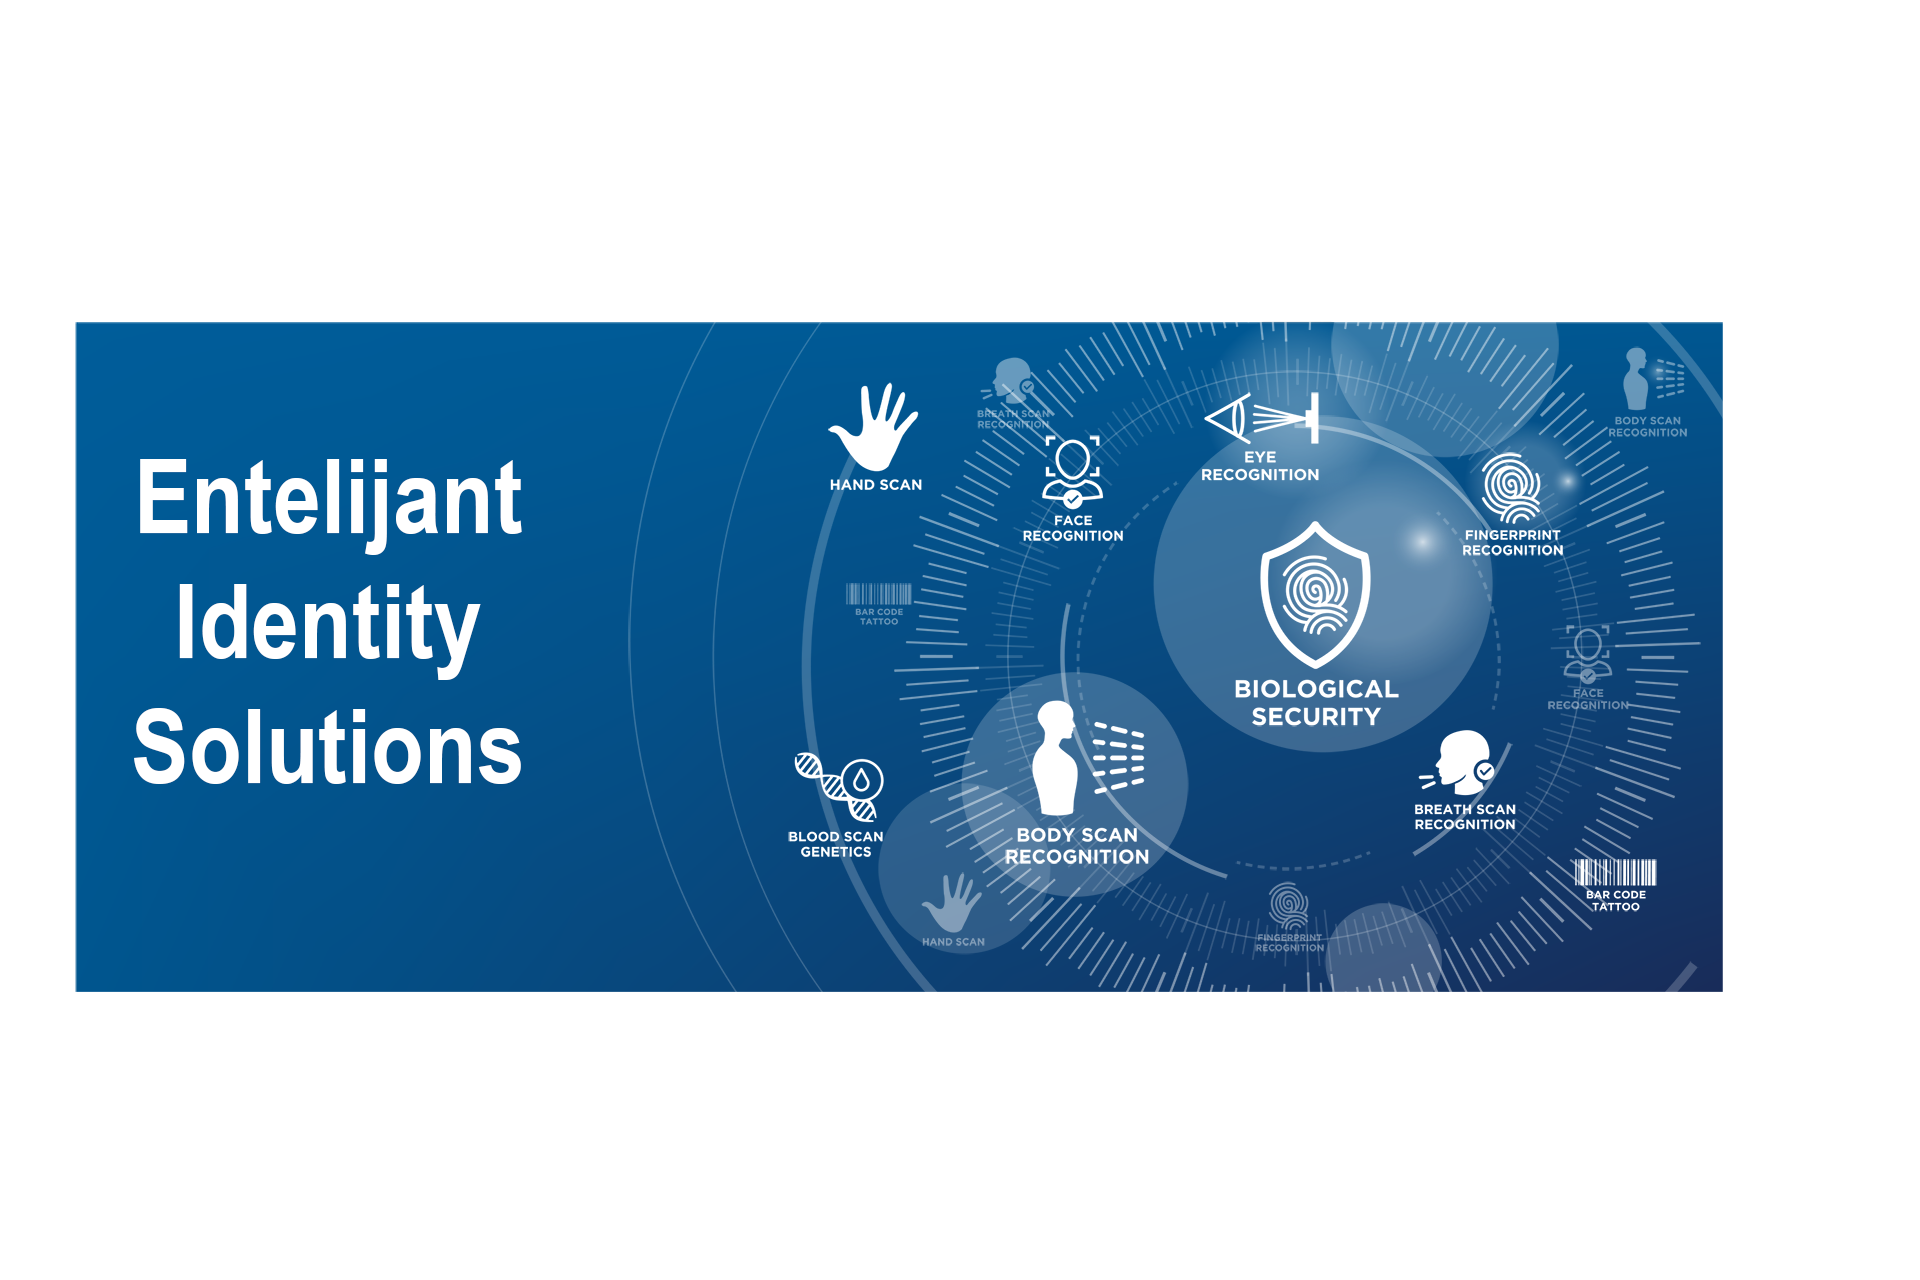 Entelijant
Identity
Solutions
HAND SCAN
BREATH SCAN
RECOGNITION
FACE
RECOGNITION
EYE
RECOGNITION
FINGERPRINT
RECOGNITION
BODY SCAN
RECOGNITION
BAR CODE
TATTOO
BIOLOGICAL
SECURITY
FACE
RECOGNITION
BLOOD SCAN
GENETICS
BODY SCAN
RECOGNITION
BREATH SCAN
RECOGNITION
BAR CODE
TATTOO
HAND SCAN
FINGERPRINT
RECOGNITION